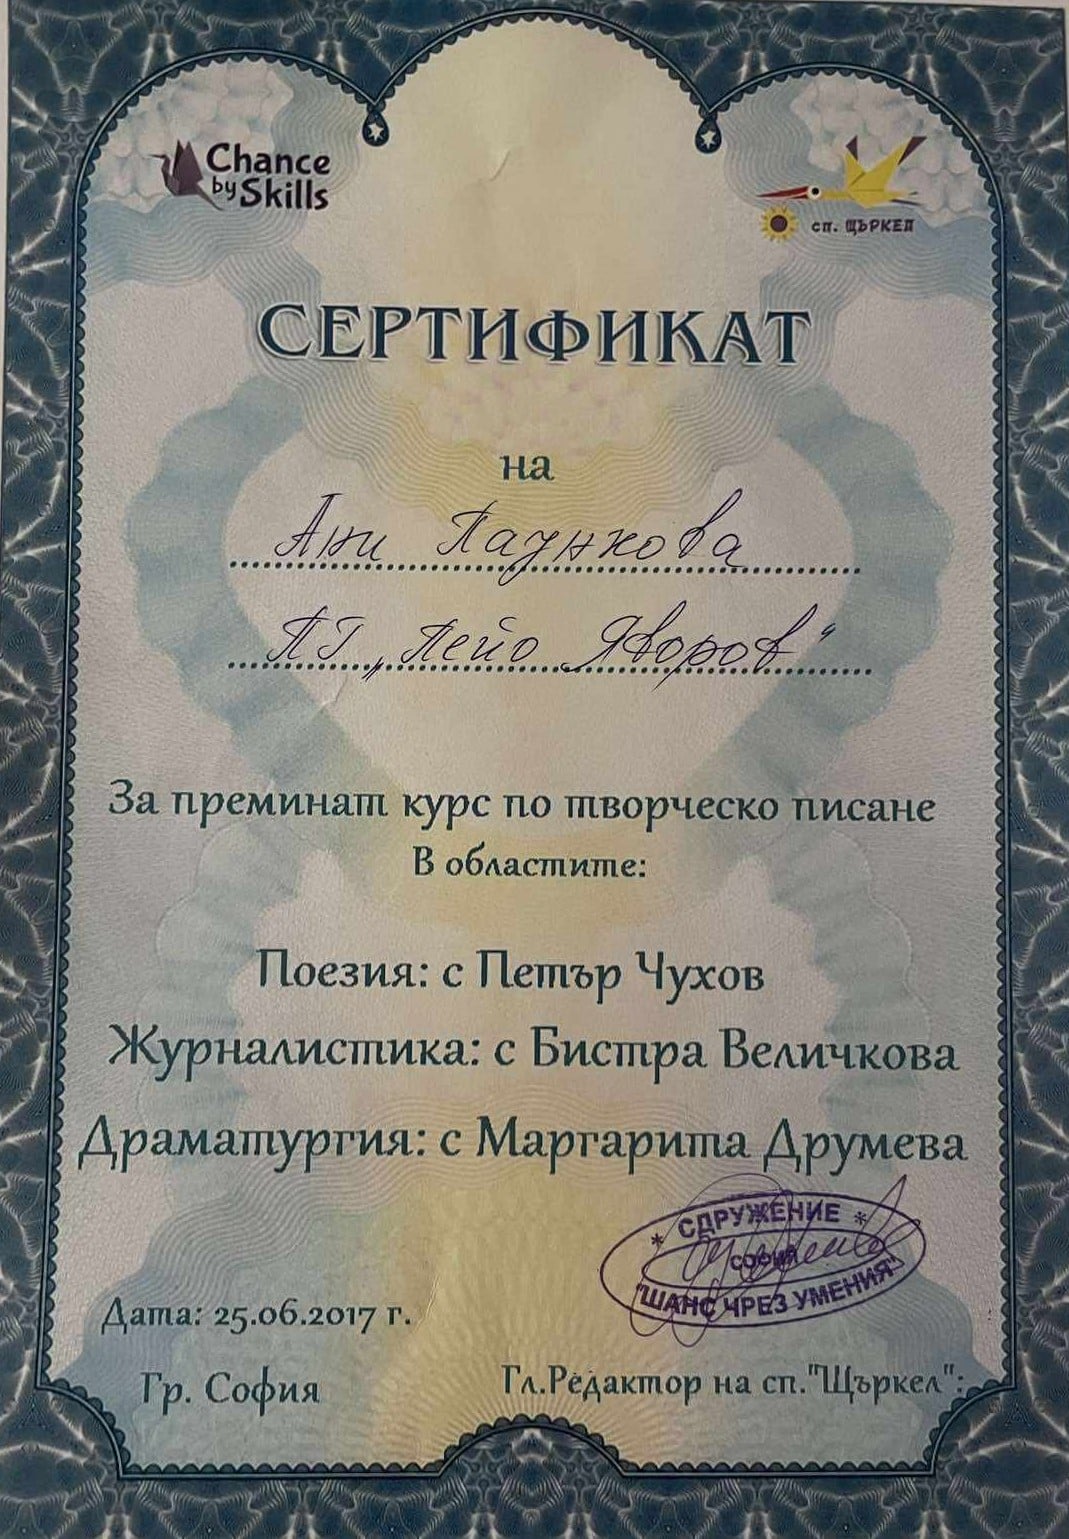 Chance
by Skills
сп. ЩЪРКЕЛ
СЕРТИФИКАТ
на
Ани Паункова
ПГ „Пейо Яворов“
За преминат курс по творческо писане
В областите:
Поезия: с Петър Чухов
Журналистика: с Бистра Величкова
Драматургия: с Маргарита Друмева
* СДРУЖЕНИЕ *
СОФИЯ
"ШАНС ЧРЕЗ УМЕНИЯ"
Дата: 25.06.2017 г.
Гр. София
Гл.Редактор на сп."Щъркел":